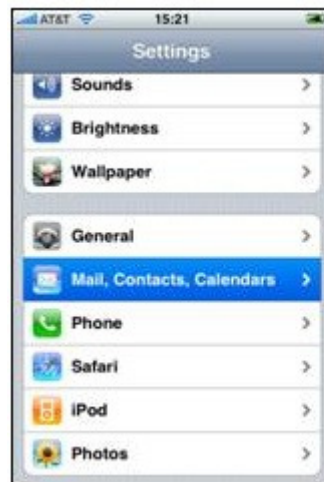 AT&T 15:21
Settings
Sounds
Brightness
Wallpaper
General
Mail, Contacts, Calendars
Phone
Safari
iPod
Photos